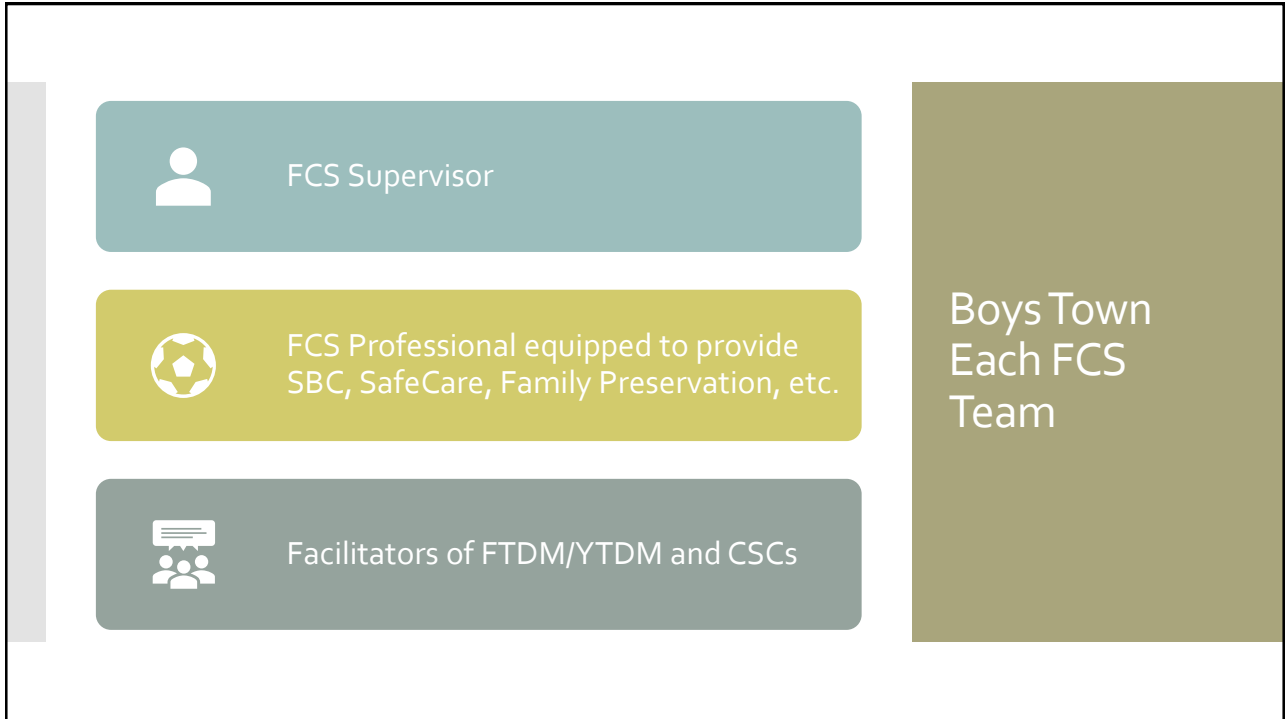 FCS Supervisor
FCS Professional equipped to provide
SBC, SafeCare, Family Preservation, etc.
Facilitators of FTDM/YTDM and CSCs
Boys Town
Each FCS
Team